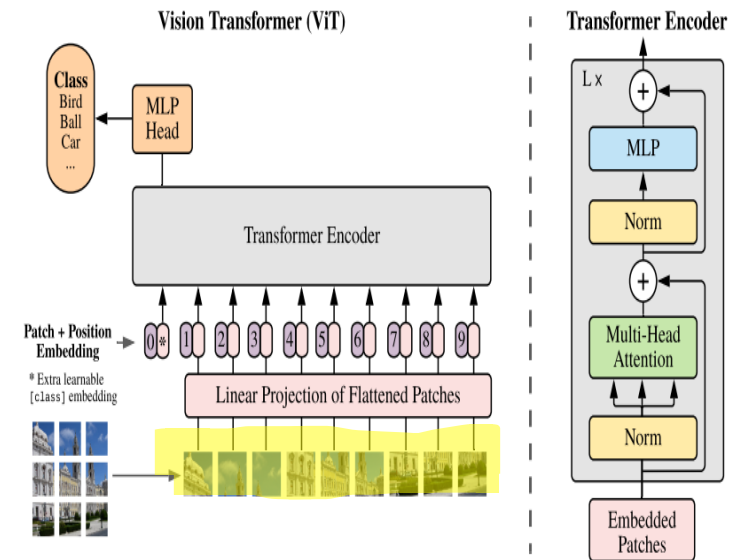 Vision Transformer (ViT)
Class
Bird
Ball
Car
...
MLP
Head
Transformer Encoder
Patch + Position
Embedding
0 * 1 2 3 4 5 6 7 8 9
* Extra learnable
[class] embedding
Linear Projection of Flattened Patches
Transformer Encoder
L ×
+
MLP
Norm
+
Multi-Head
Attention
Norm
Embedded
Patches